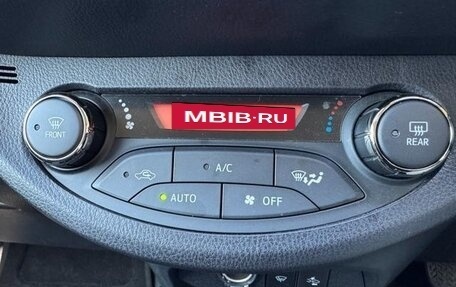 MBIB·RU
FRONT
REAR
A/C
AUTO
OFF